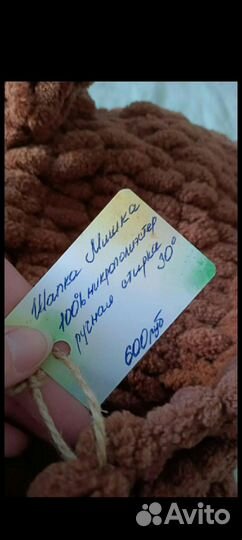 Шапка Мишка
100% микрополиэстер
ручная стирка
30°
600 руб
Avito